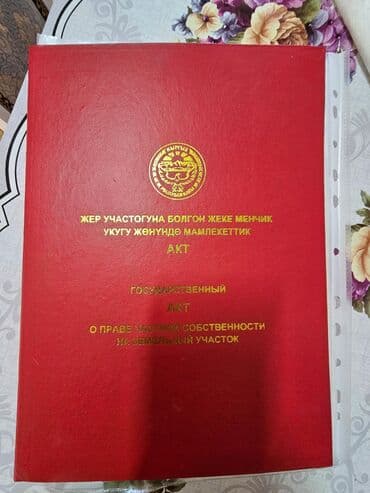 ЖЕР УЧАСТОГУНА БОЛГОН ЖЕКЕ МЕНЧИК
УКУГУ ЖӨНҮНДӨ МАМЛЕКЕТТИК
АКТ
ГОСУДАРСТВЕННЫЙ
АКТ
О ПРАВЕ ЧАСТНОЙ СОБСТВЕННОСТИ
НА ЗЕМЕЛЬНЫЙ УЧАСТОК